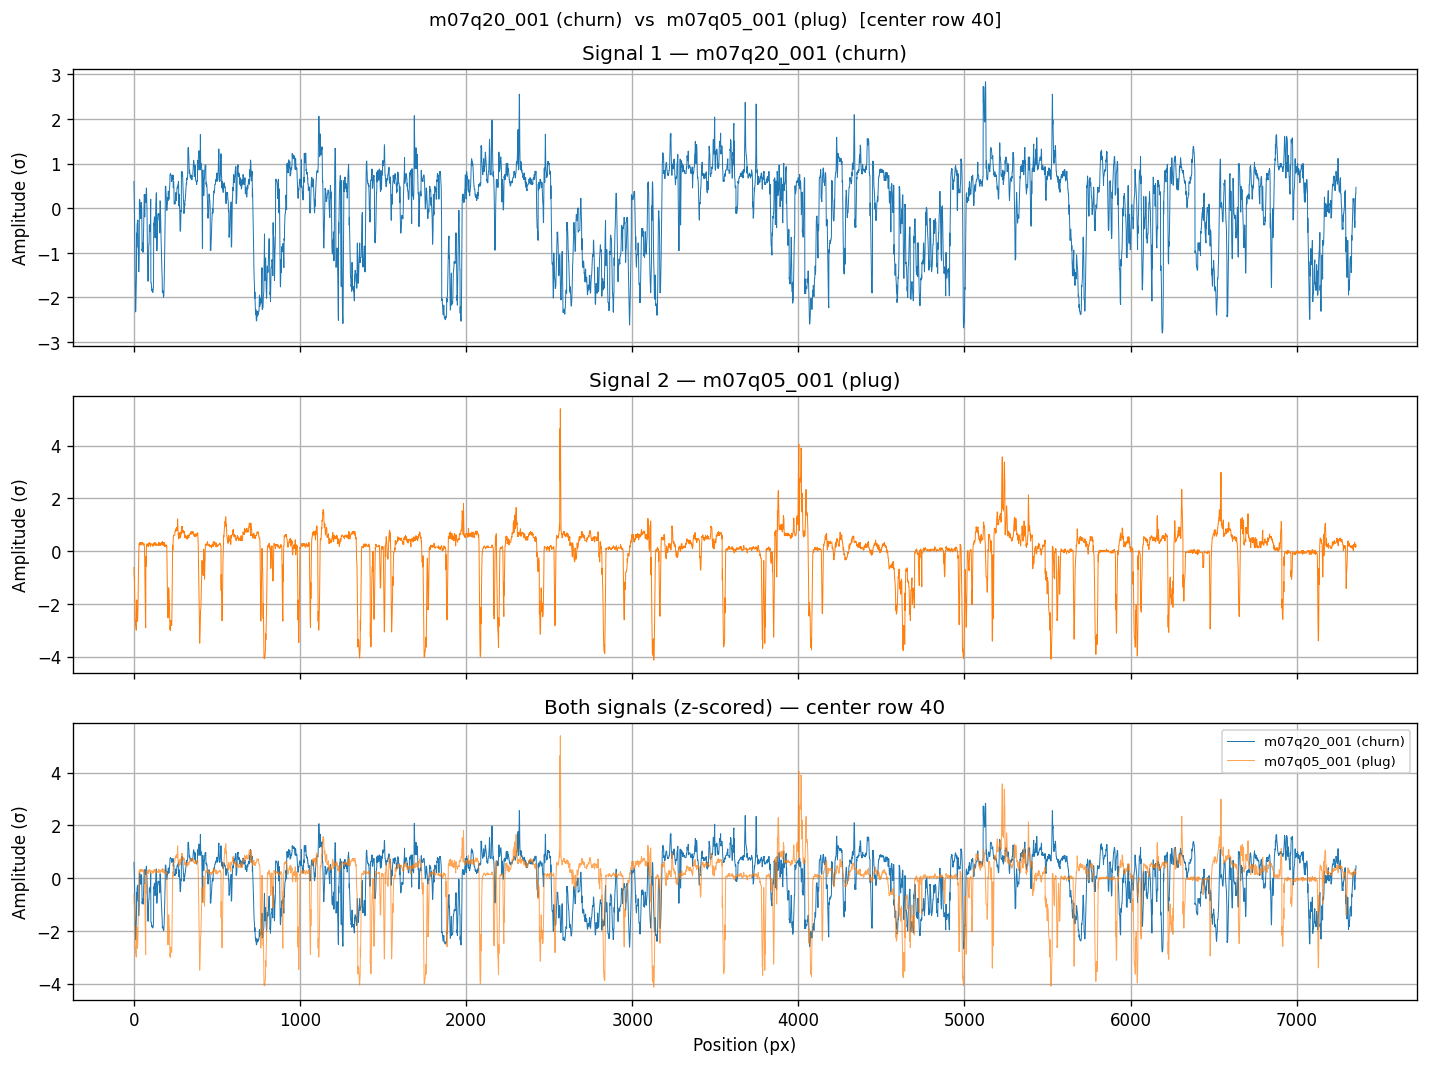 m07q20_001 (churn)  vs  m07q05_001 (plug)  [center row 40]
Signal 1 — m07q20_001 (churn)
3
2
1
0
−1
−2
−3
Amplitude (σ)
Signal 2 — m07q05_001 (plug)
4
2
0
−2
−4
Amplitude (σ)
Both signals (z-scored) — center row 40
m07q20_001 (churn)
m07q05_001 (plug)
4
2
0
−2
−4
Amplitude (σ)
0 1000 2000 3000 4000 5000 6000 7000
Position (px)